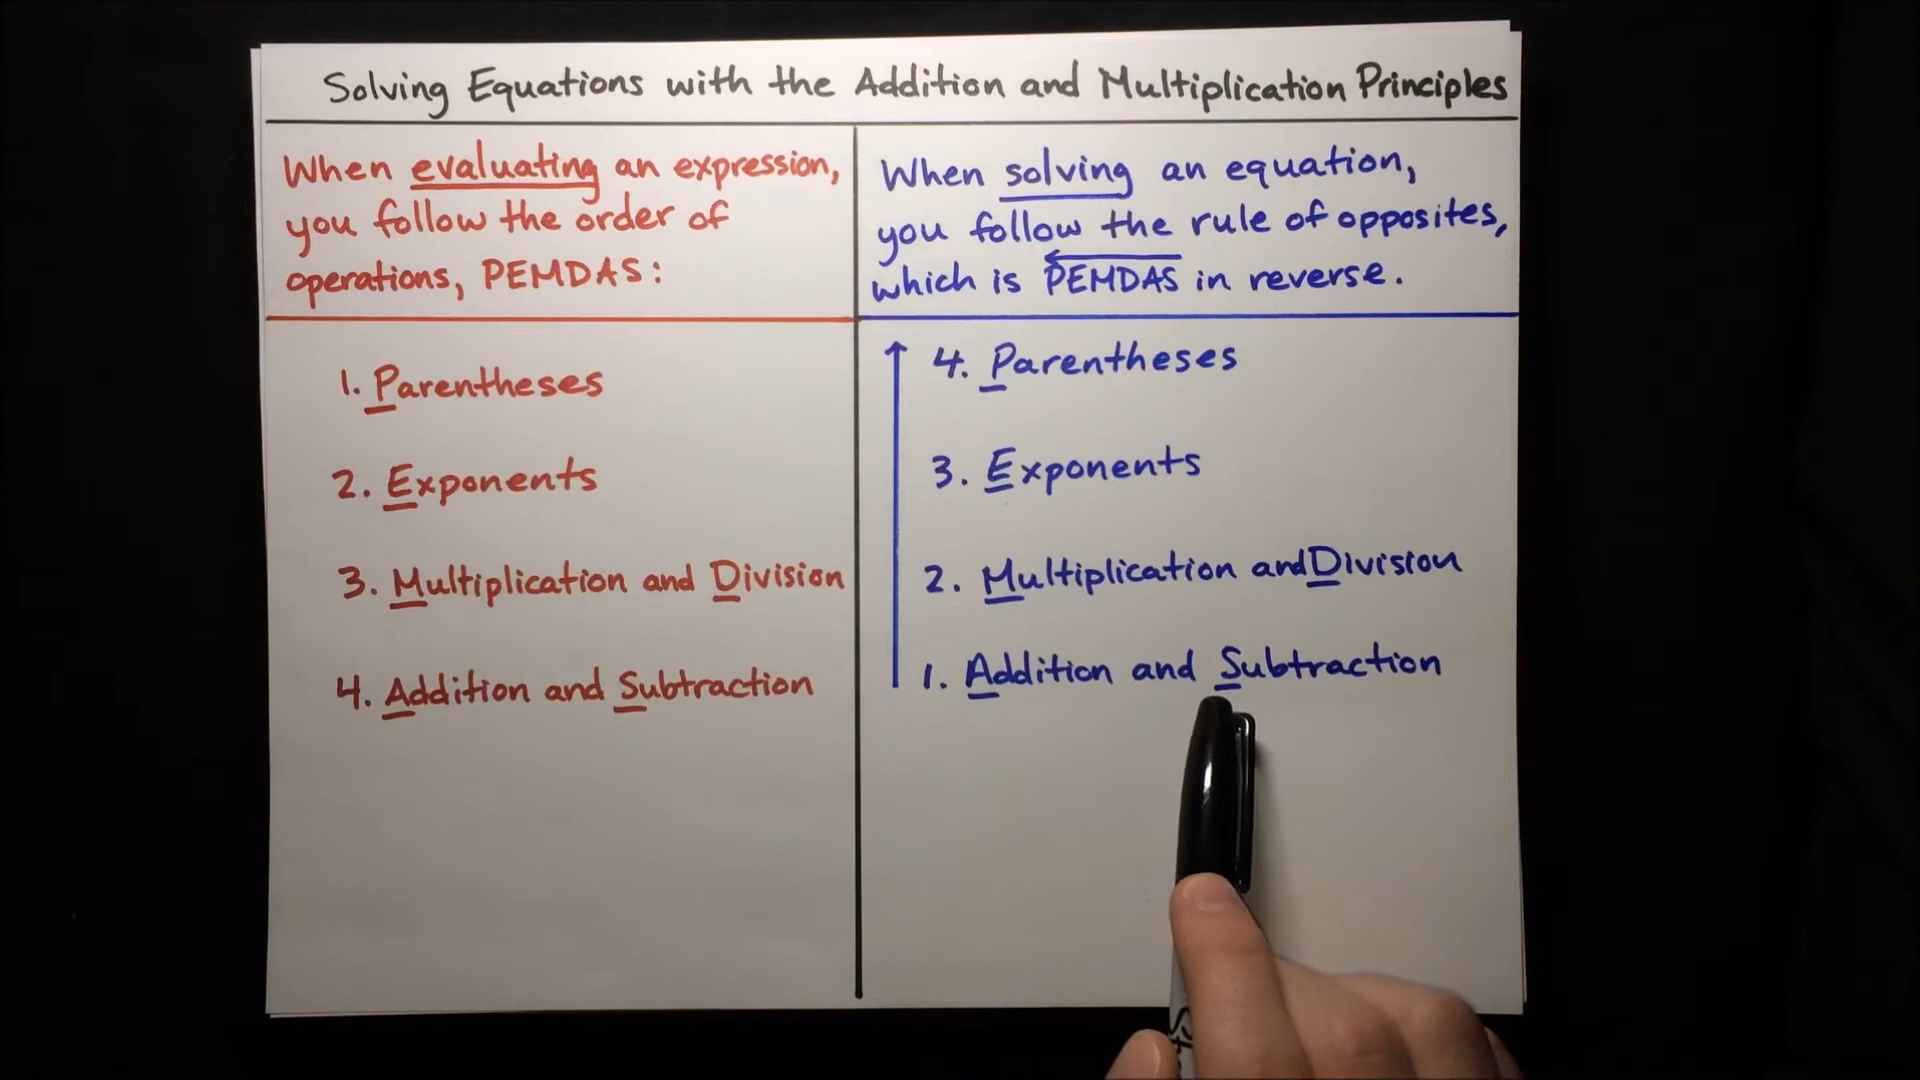 Solving Equations with the Addition and Multiplication Principles
When evaluating an expression,
you follow the order of
operations, PEMDAS:
1. Parentheses
2. Exponents
3. Multiplication and Division
4. Addition and Subtraction
When solving an equation,
you follow the rule of opposites,
which is PEMDAS in reverse.
4. Parentheses
3. Exponents
2. Multiplication and Division
1. Addition and Subtraction